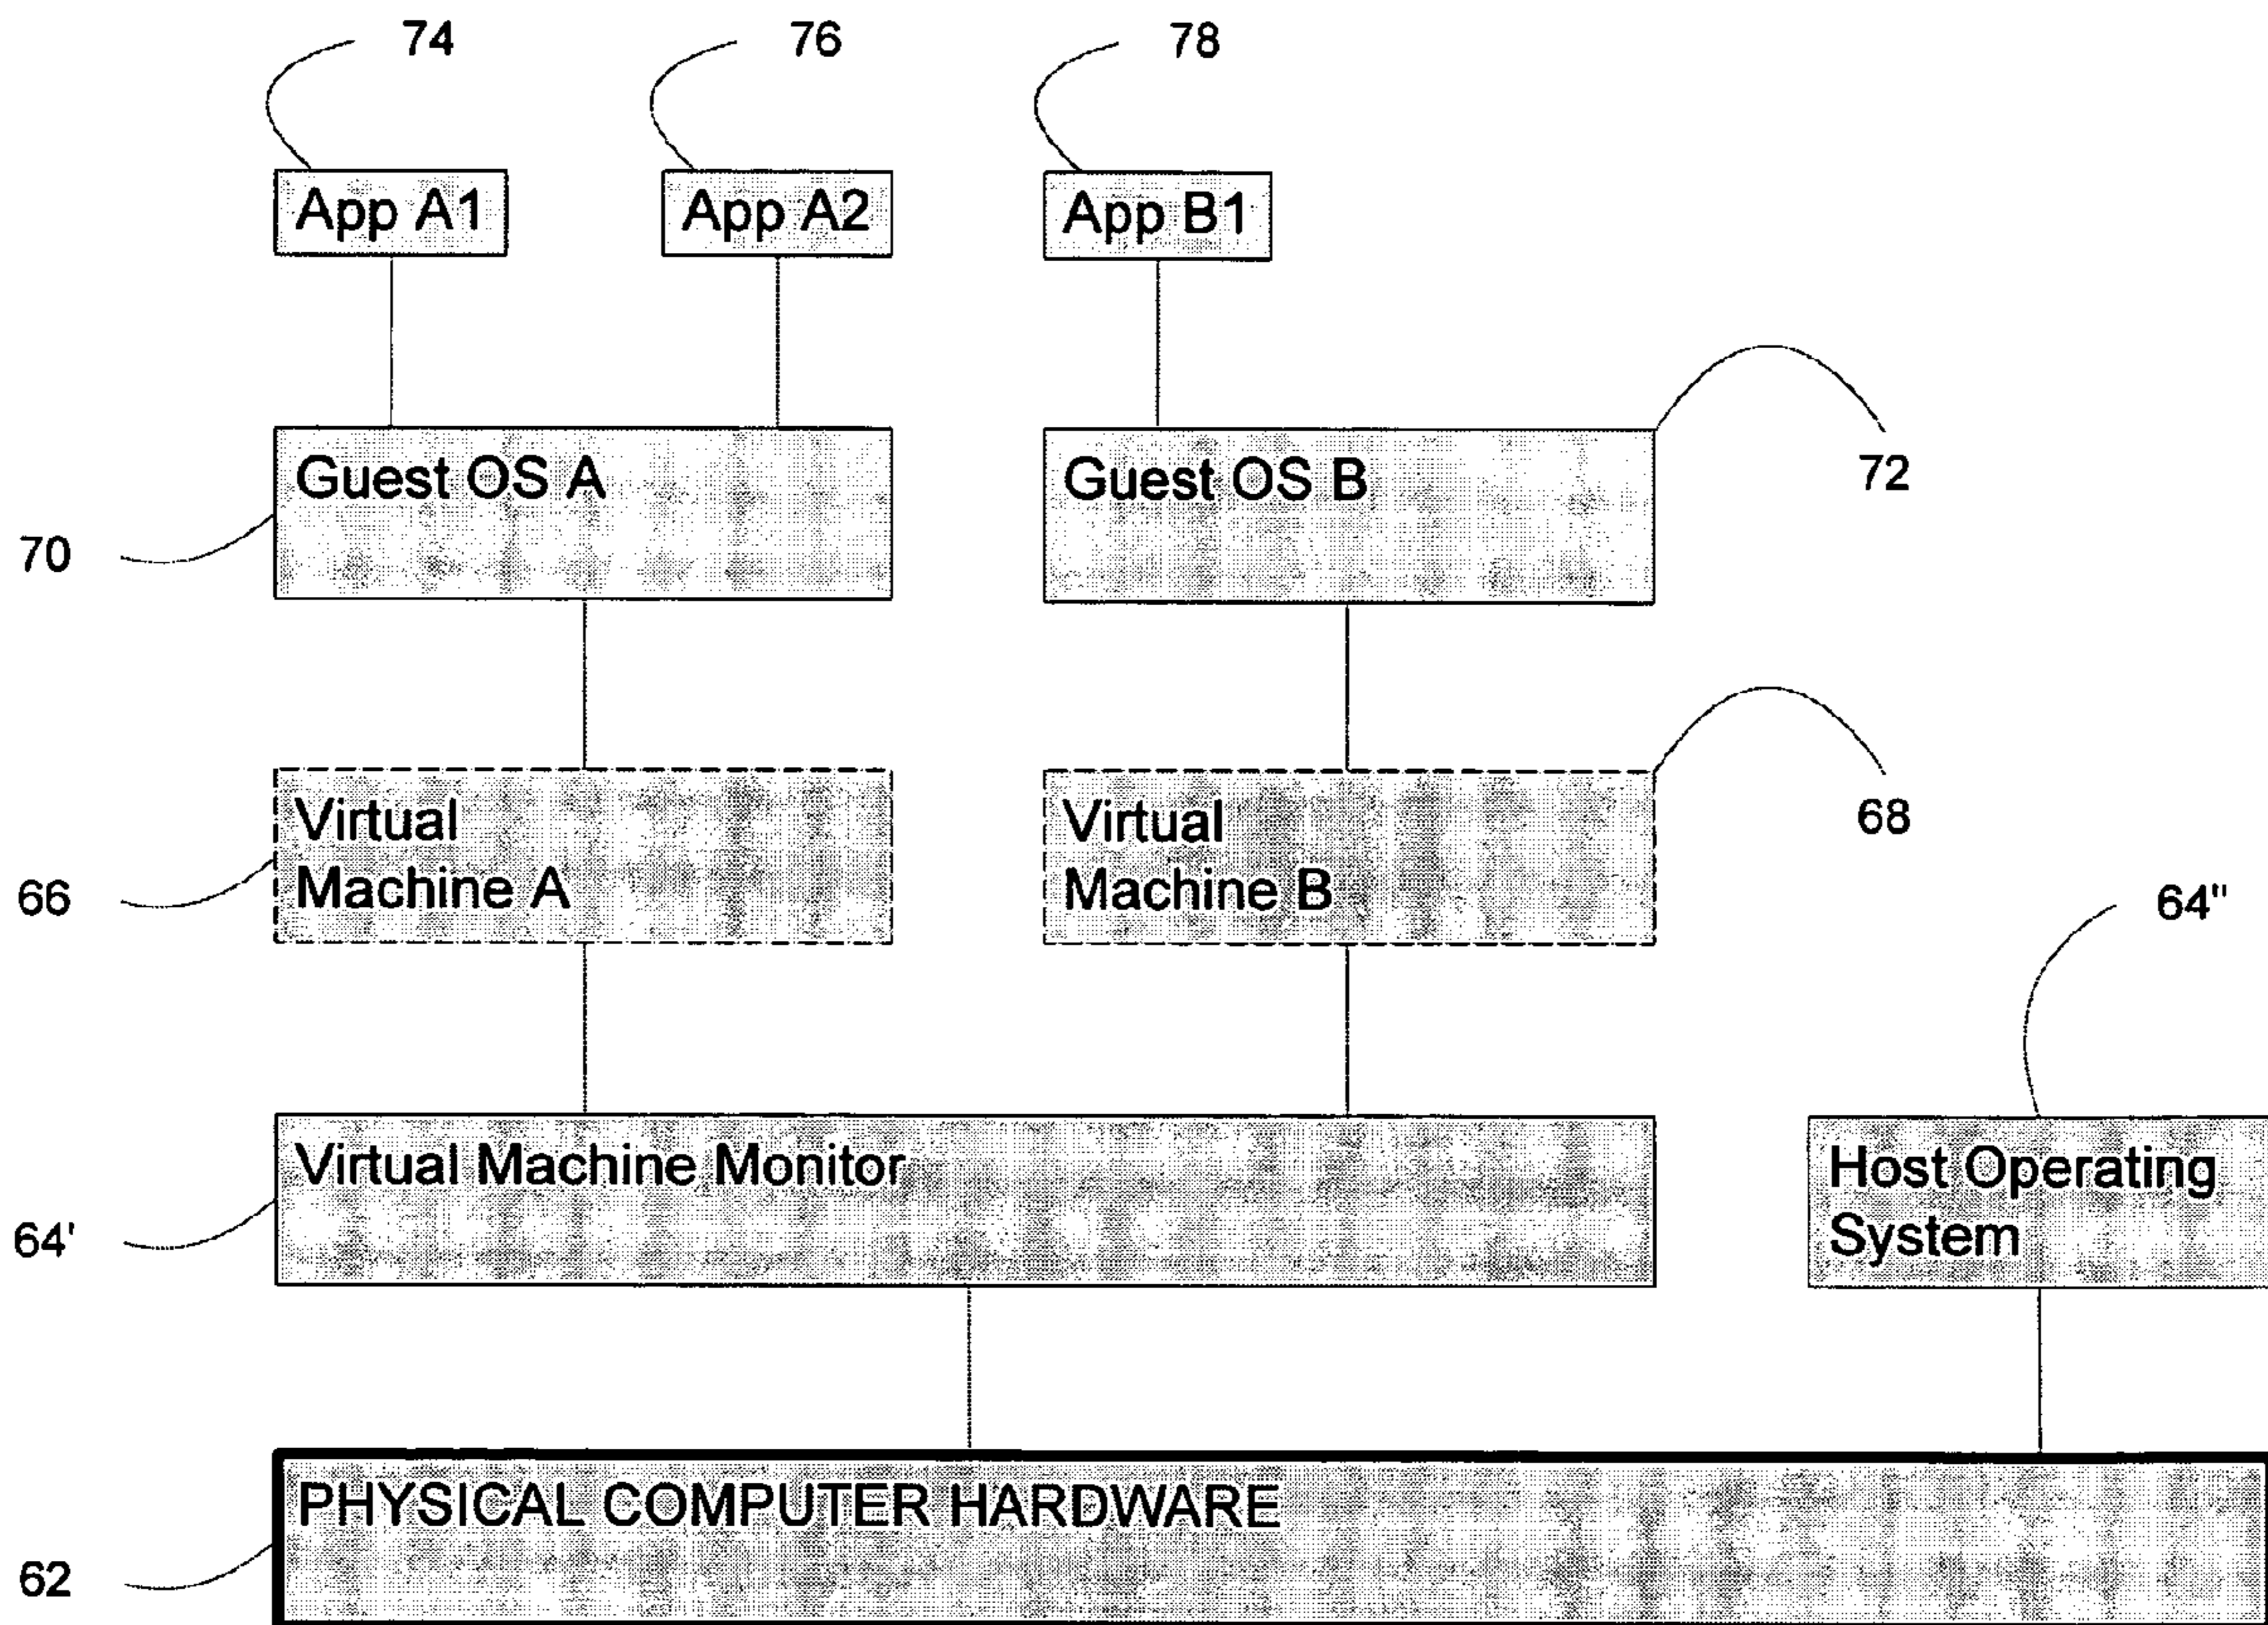 74
76
78
App A1
App A2
App B1
Guest OS A
Guest OS B
72
70
Virtual
Machine A
Virtual
Machine B
68
66
64"
Virtual Machine Monitor
Host Operating
System
64'
PHYSICAL COMPUTER HARDWARE
62